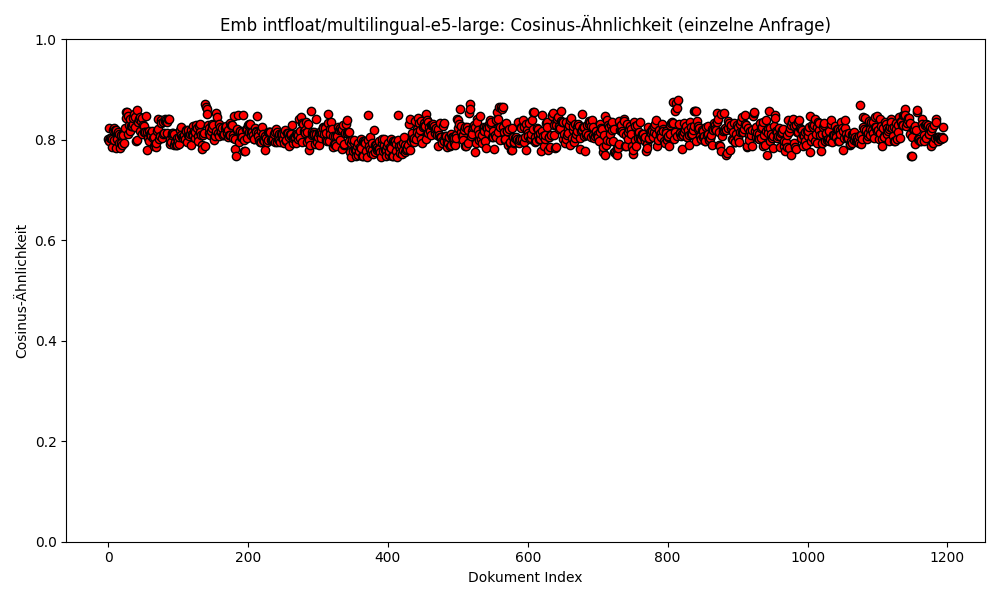 Emb intfloat/multilingual-e5-large: Cosinus-Ähnlichkeit (einzelne Anfrage)
1.0
0.8
0.6
0.4
0.2
0.0
Cosinus-Ähnlichkeit
0 200 400 600 800 1000 1200
Dokument Index